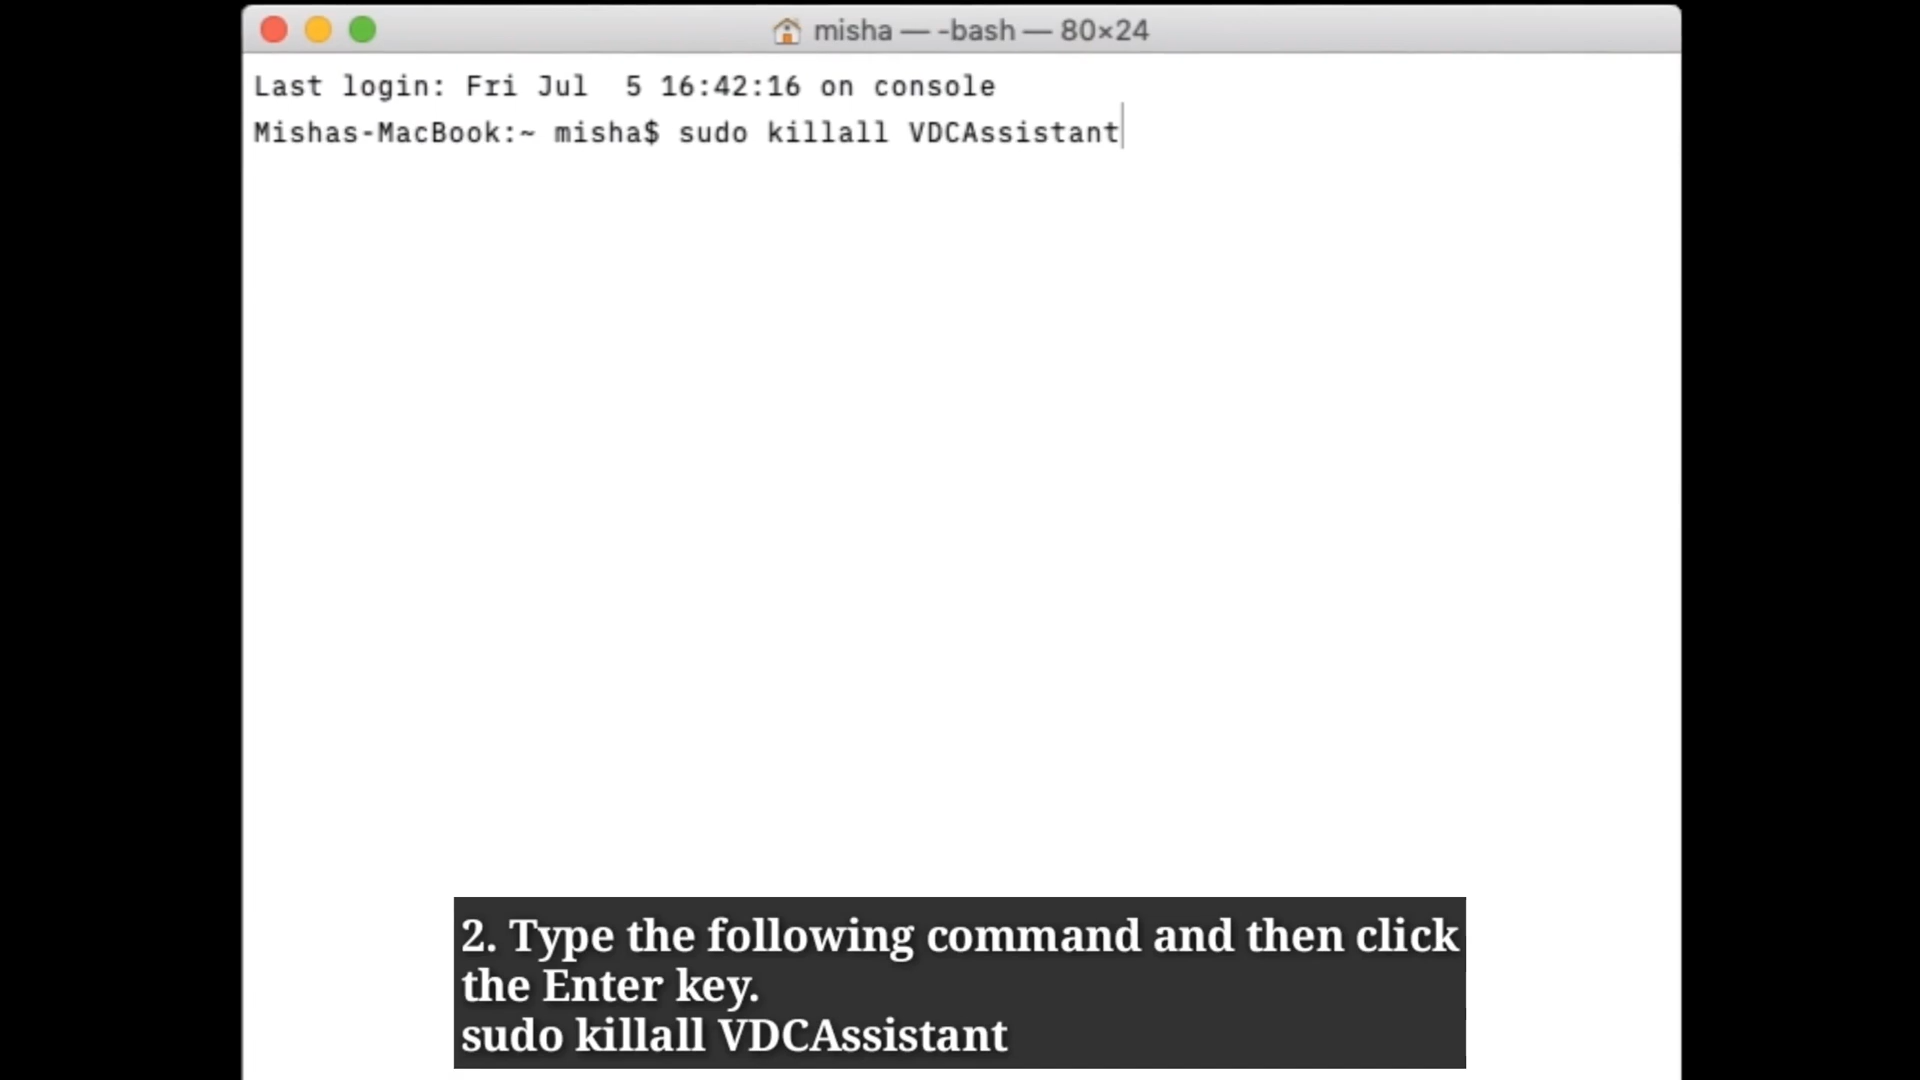 misha — -bash — 80×24
Last login: Fri Jul  5 16:42:16 on console
Mishas-MacBook:~ misha$ sudo killall VDCAssistant
2. Type the following command and then click
the Enter key.
sudo killall VDCAssistant